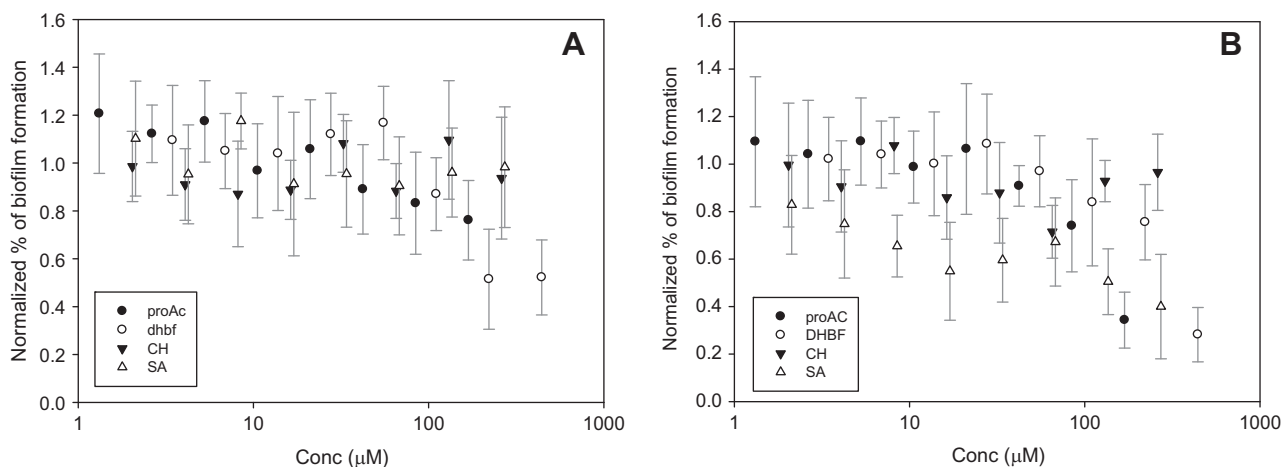 A
Normalized % of biofilm formation
1.6
1.4
1.2
1.0
0.8
0.6
0.4
0.2
0.0
proAc
dhbf
CH
SA
1 10 100 1000
Conc (μM)
B
Normalized % of biofilm formation
1.6
1.4
1.2
1.0
0.8
0.6
0.4
0.2
0.0
proAC
DHBF
CH
SA
1 10 100 1000
Conc (μM)